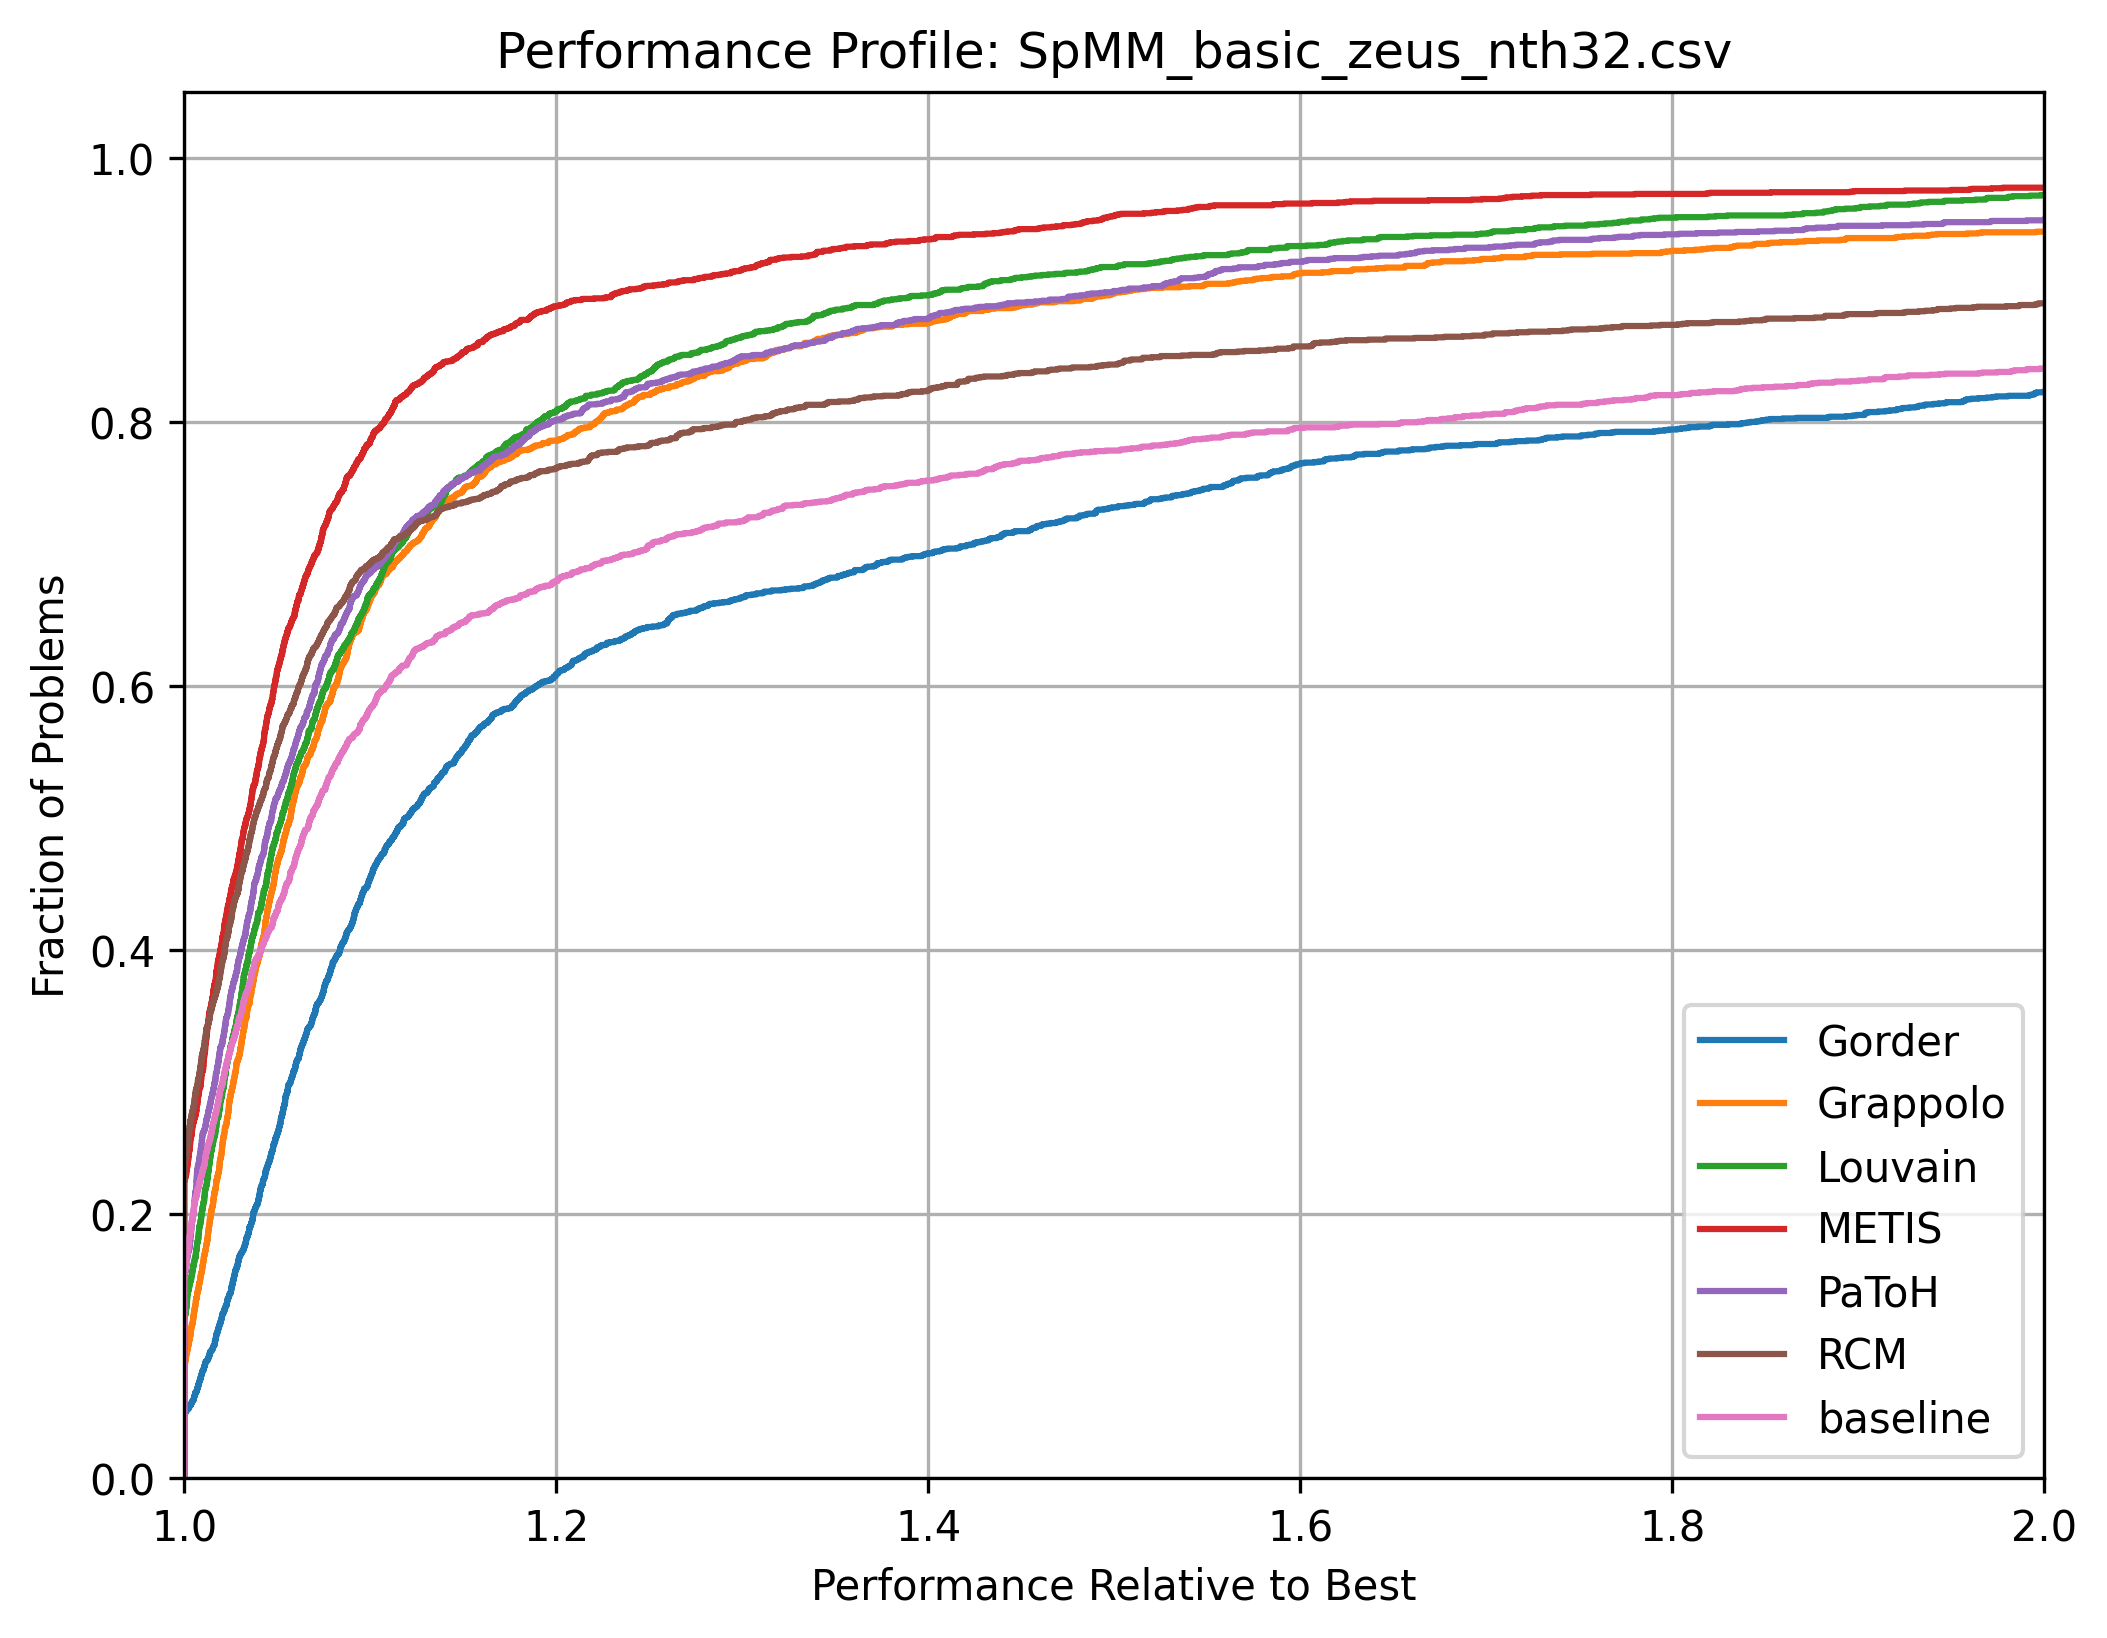 Performance Profile: SpMM_basic_zeus_nth32.csv
Fraction of Problems
1.0
0.8
0.6
0.4
0.2
0.0
1.0 1.2 1.4 1.6 1.8 2.0
Performance Relative to Best
Gorder
Grappolo
Louvain
METIS
PaToH
RCM
baseline